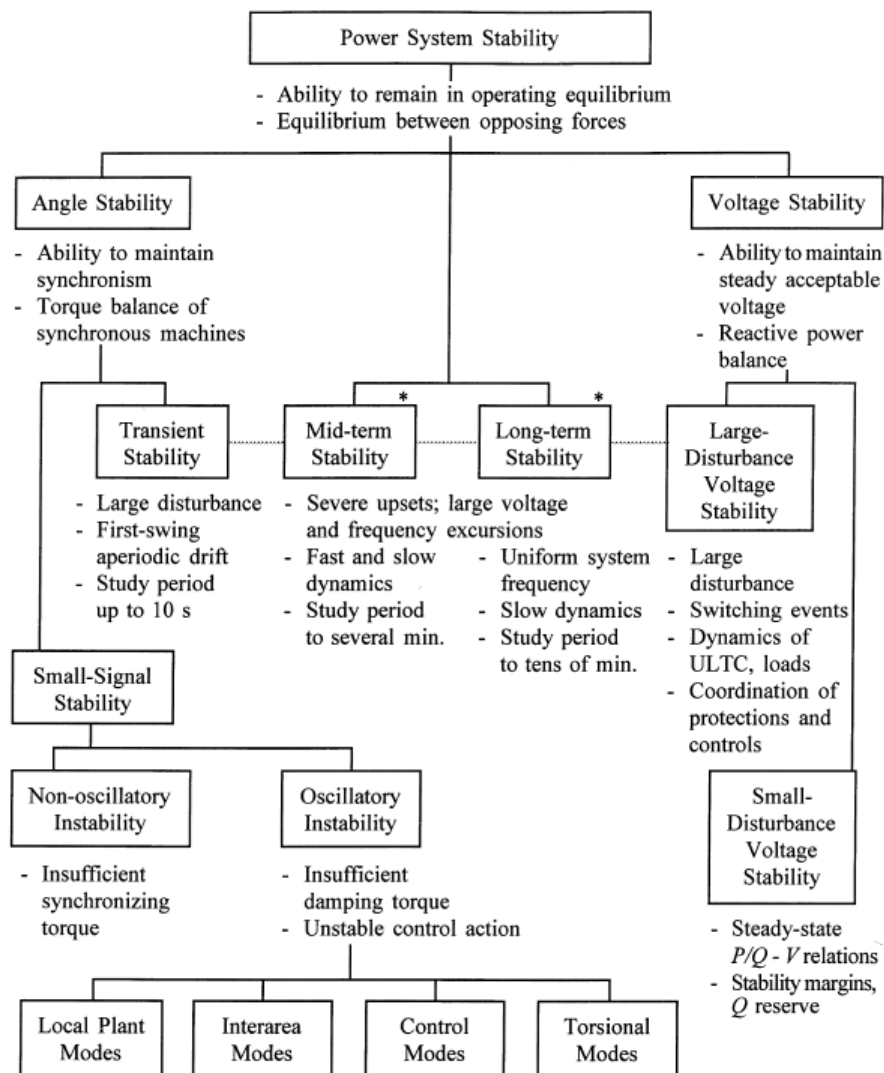 Power System Stability
- Ability to remain in operating equilibrium
- Equilibrium between opposing forces
Angle Stability
- Ability to maintain
synchronism
- Torque balance of
synchronous machines
Voltage Stability
- Ability to maintain
steady acceptable
voltage
- Reactive power
balance
Transient
Stability
- Large disturbance
- First-swing
aperiodic drift
- Study period
up to 10 s
*
Mid-term
Stability
*
Long-term
Stability
- Severe upsets; large voltage
and frequency excursions
- Fast and slow
dynamics
- Study period
to several min.
- Uniform system
frequency
- Slow dynamics
- Study period
to tens of min.
Large-
Disturbance
Voltage
Stability
- Large
disturbance
- Switching events
- Dynamics of
ULTC, loads
- Coordination of
protections and
controls
Small-Signal
Stability
Non-oscillatory
Instability
- Insufficient
synchronizing
torque
Oscillatory
Instability
- Insufficient
damping torque
- Unstable control action
Small-
Disturbance
Voltage
Stability
- Steady-state
P/Q - V relations
- Stability margins,
Q reserve
Local Plant
Modes
Interarea
Modes
Control
Modes
Torsional
Modes